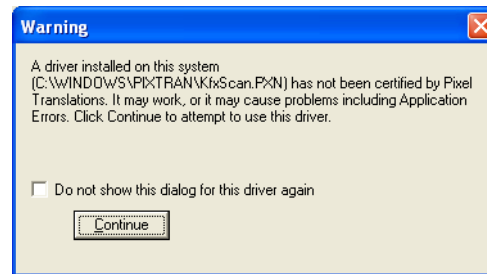 Warning
A driver installed on this system
(C:\WINDOWS\PIXTRAN\KfxScan.PXN) has not been certified by Pixel
Translations. It may work, or it may cause problems including Application
Errors. Click Continue to attempt to use this driver.
Do not show this dialog for this driver again
Continue